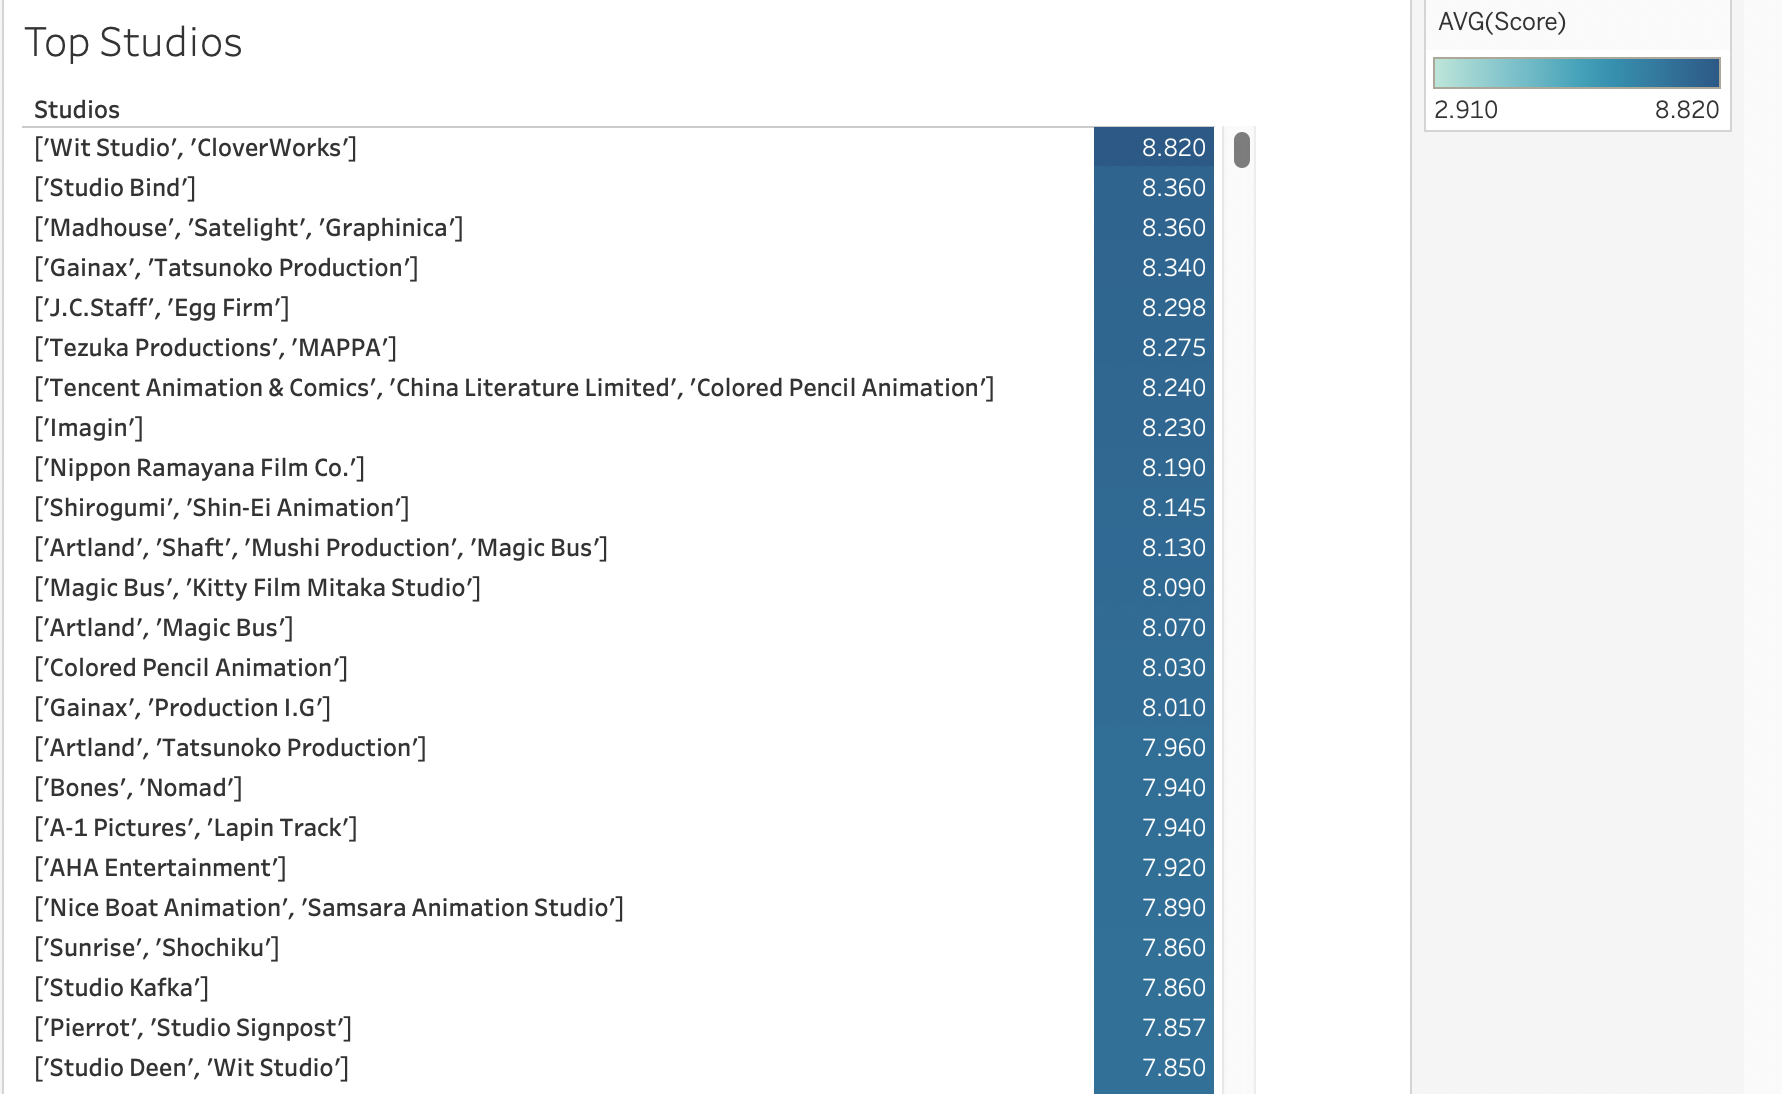 Top Studios
Studios
['Wit Studio', 'CloverWorks'] 8.820
['Studio Bind'] 8.360
['Madhouse', 'Satelight', 'Graphinica'] 8.360
['Gainax', 'Tatsunoko Production'] 8.340
['J.C.Staff', 'Egg Firm'] 8.298
['Tezuka Productions', 'MAPPA'] 8.275
['Tencent Animation & Comics', 'China Literature Limited', 'Colored Pencil Animation'] 8.240
['Imagin'] 8.230
['Nippon Ramayana Film Co.'] 8.190
['Shirogumi', 'Shin-Ei Animation'] 8.145
['Artland', 'Shaft', 'Mushi Production', 'Magic Bus'] 8.130
['Magic Bus', 'Kitty Film Mitaka Studio'] 8.090
['Artland', 'Magic Bus'] 8.070
['Colored Pencil Animation'] 8.030
['Gainax', 'Production I.G'] 8.010
['Artland', 'Tatsunoko Production'] 7.960
['Bones', 'Nomad'] 7.940
['A-1 Pictures', 'Lapin Track'] 7.940
['AHA Entertainment'] 7.920
['Nice Boat Animation', 'Samsara Animation Studio'] 7.890
['Sunrise', 'Shochiku'] 7.860
['Studio Kafka'] 7.860
['Pierrot', 'Studio Signpost'] 7.857
['Studio Deen', 'Wit Studio'] 7.850
AVG(Score)
2.910 8.820